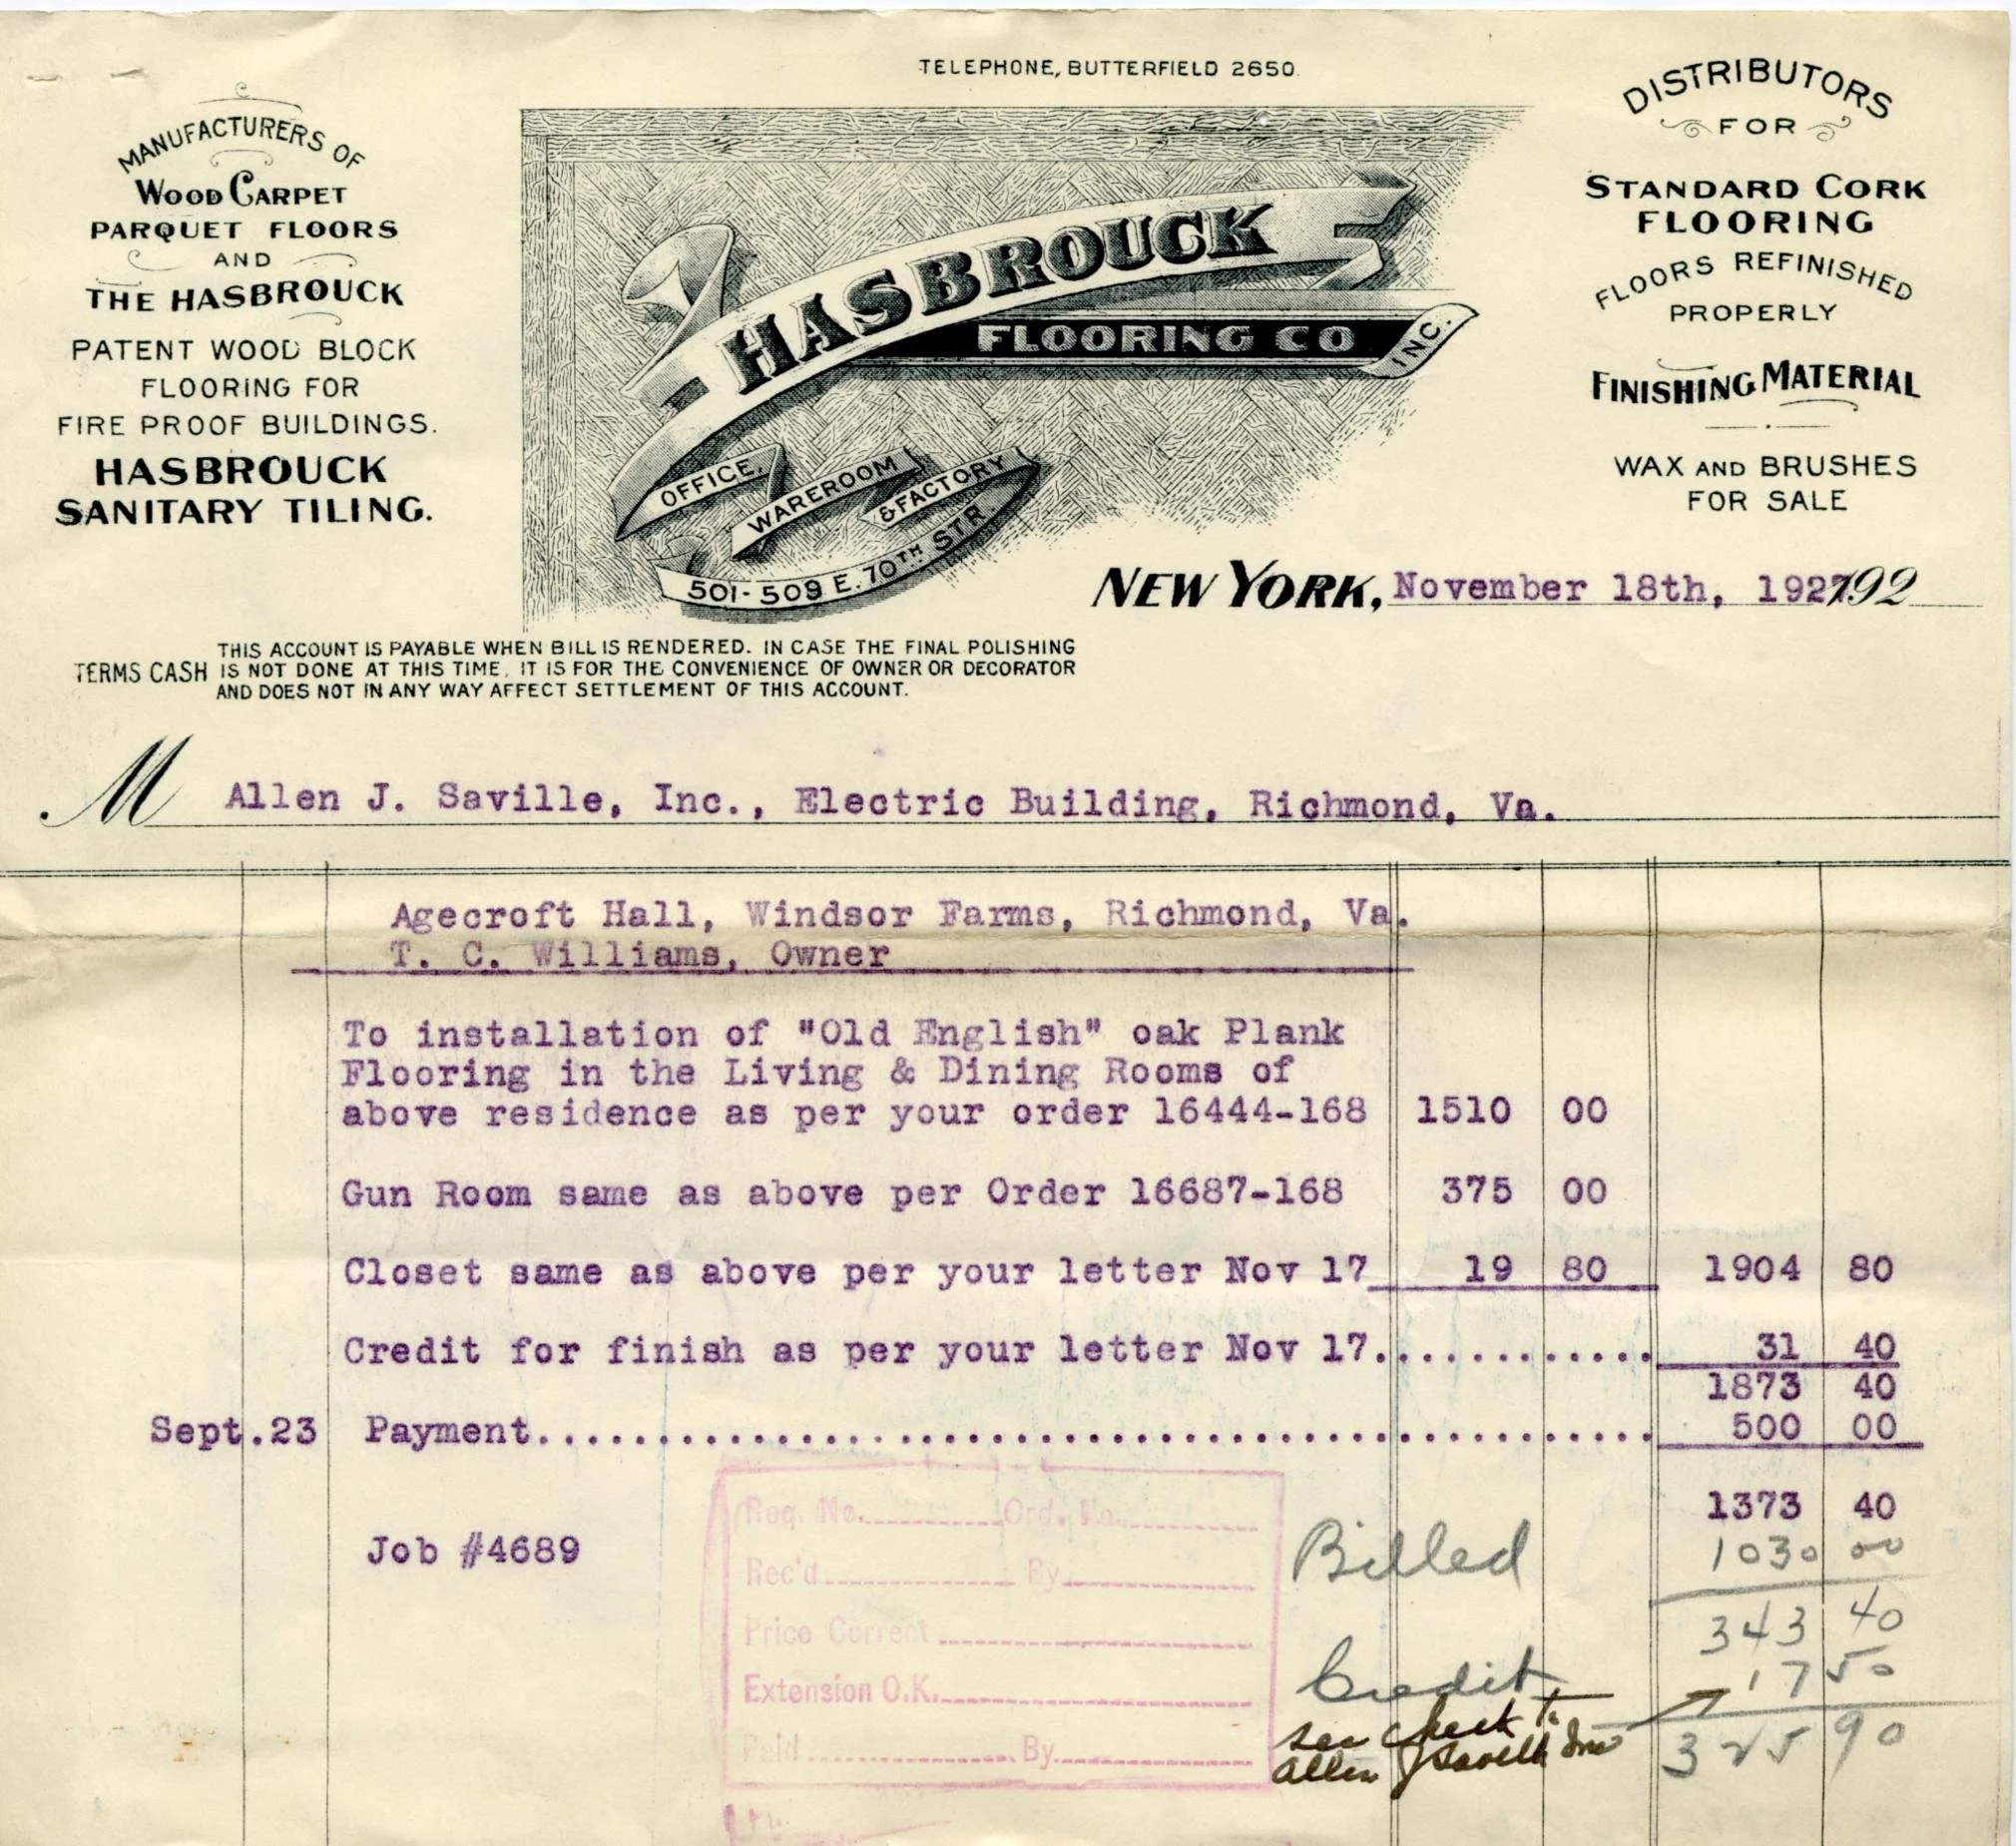 TELEPHONE, BUTTERFIELD 2650.
MANUFACTURERS OF
WOOD CARPET
PARQUET FLOORS
AND
THE HASBROUCK
PATENT WOOD BLOCK
FLOORING FOR
FIRE PROOF BUILDINGS.
HASBROUCK
SANITARY TILING.
HASBROUCK
FLOORING CO INC.
OFFICE, WAREROOM & FACTORY
501-509 E. 70TH STR.
DISTRIBUTORS
FOR
STANDARD CORK
FLOORING
FLOORS REFINISHED
PROPERLY
FINISHING MATERIAL
WAX AND BRUSHES
FOR SALE
NEW YORK, November 18th, 1927 192
TERMS CASH THIS ACCOUNT IS PAYABLE WHEN BILL IS RENDERED. IN CASE THE FINAL POLISHING
IS NOT DONE AT THIS TIME, IT IS FOR THE CONVENIENCE OF OWNER OR DECORATOR
AND DOES NOT IN ANY WAY AFFECT SETTLEMENT OF THIS ACCOUNT.
M Allen J. Saville, Inc., Electric Building, Richmond, Va.
Agecroft Hall, Windsor Farms, Richmond, Va.
T. C. Williams, Owner
To installation of "Old English" oak Plank
Flooring in the Living & Dining Rooms of
above residence as per your order 16444-168 1510 00
Gun Room same as above per Order 16687-168 375 00
Closet same as above per your letter Nov 17 19 80 1904 80
Credit for finish as per your letter Nov 17............. 31 40
1873 40
Sept.23 Payment................................................ 500 00
1373 40
Job #4689
Billed 1030 00
343 40
Credit 17 50
see check t.
Allen J Saville Inc
325 90
Req. No. Ord. No.
Rec'd By
Price Correct
Extension O.K.
Paid By